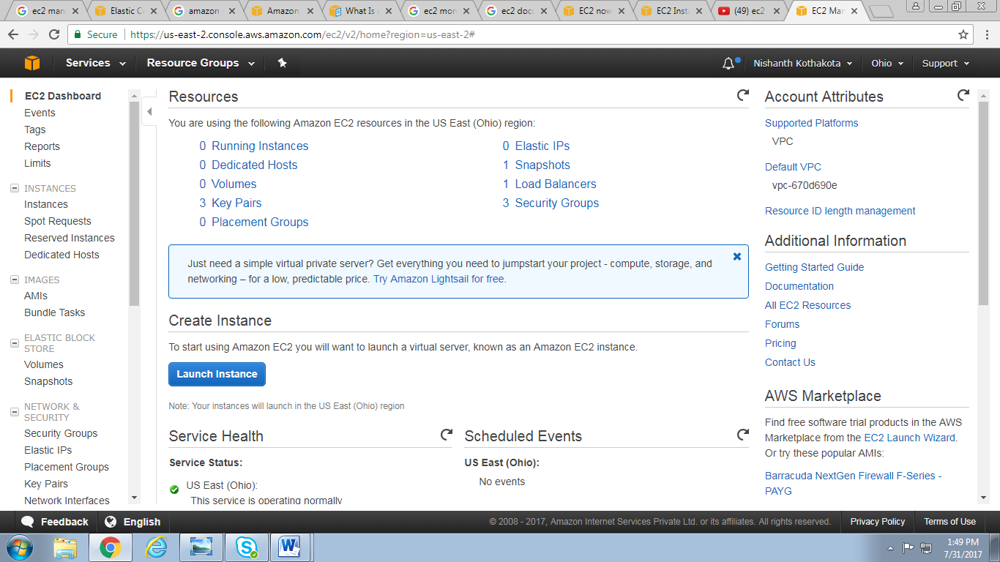 ec2 man
Elastic C
amazon
Amazon
What Is A
ec2 mon
ec2 docu
EC2 now
EC2 Inst
(49) ec2
EC2 Man
Secure
https://us-east-2.console.aws.amazon.com/ec2/v2/home?region=us-east-2#
Services
Resource Groups
Nishanth Kothakota
Ohio
Support
EC2 Dashboard
Events
Tags
Reports
Limits
INSTANCES
Instances
Spot Requests
Reserved Instances
Dedicated Hosts
IMAGES
AMIs
Bundle Tasks
ELASTIC BLOCK
STORE
Volumes
Snapshots
NETWORK &
SECURITY
Security Groups
Elastic IPs
Placement Groups
Key Pairs
Network Interfaces
Resources
You are using the following Amazon EC2 resources in the US East (Ohio) region:
0 Running Instances
0 Dedicated Hosts
0 Volumes
3 Key Pairs
0 Placement Groups
0 Elastic IPs
1 Snapshots
1 Load Balancers
3 Security Groups
Just need a simple virtual private server? Get everything you need to jumpstart your project - compute, storage, and
networking – for a low, predictable price. Try Amazon Lightsail for free.
Create Instance
To start using Amazon EC2 you will want to launch a virtual server, known as an Amazon EC2 instance.
Launch Instance
Note: Your instances will launch in the US East (Ohio) region
Service Health
Service Status:
US East (Ohio):
This service is operating normally
Scheduled Events
US East (Ohio):
No events
Account Attributes
Supported Platforms
VPC
Default VPC
vpc-670d690e
Resource ID length management
Additional Information
Getting Started Guide
Documentation
All EC2 Resources
Forums
Pricing
Contact Us
AWS Marketplace
Find free software trial products in the AWS
Marketplace from the EC2 Launch Wizard.
Or try these popular AMIs:
Barracuda NextGen Firewall F-Series -
PAYG
Feedback
English
© 2008 - 2017, Amazon Internet Services Private Ltd. or its affiliates. All rights reserved.
Privacy Policy
Terms of Use
1:49 PM
7/31/2017